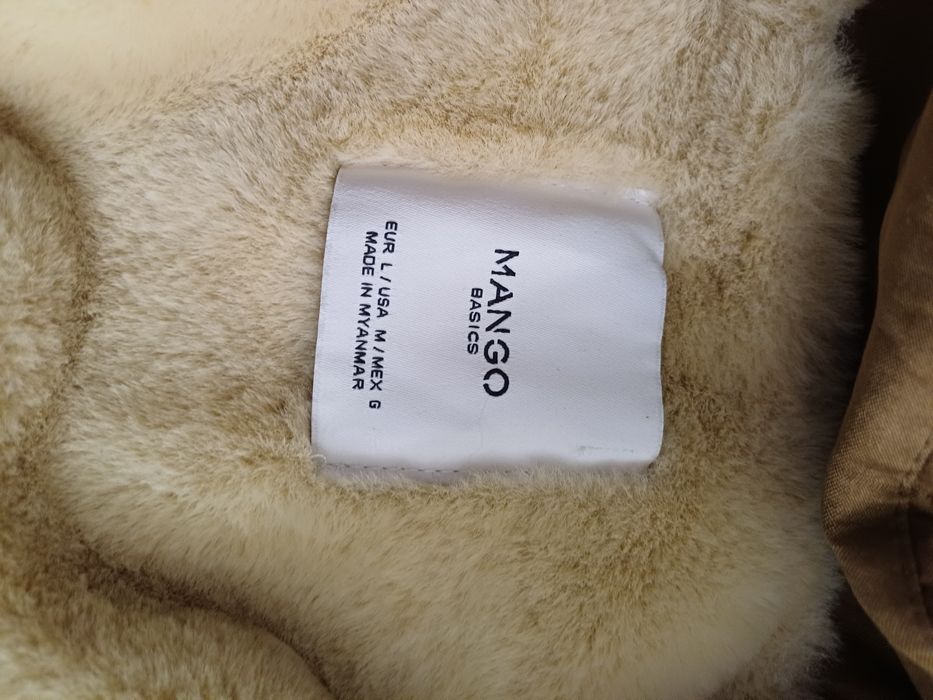 MANGO
BASICS
EUR L / USA M / MEX G
MADE IN MYANMAR